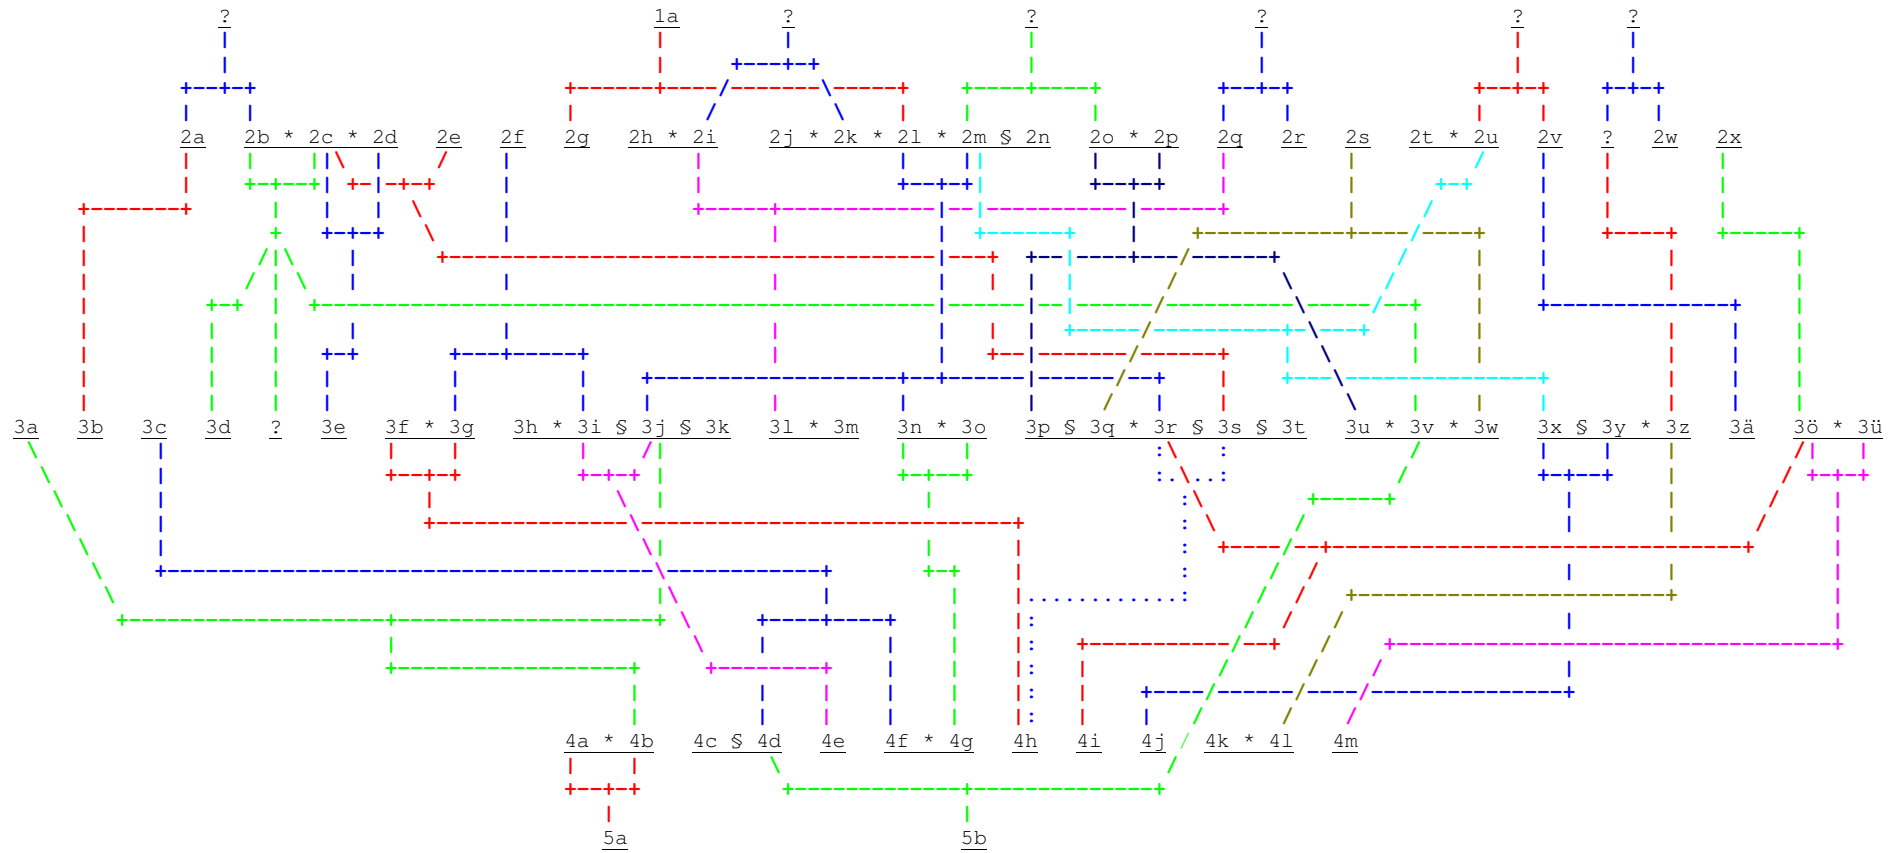 ? 1a ? ? ? ? ?
2a 2b * 2c * 2d 2e 2f 2g 2h * 2i 2j * 2k * 2l * 2m § 2n 2o * 2p 2q 2r 2s 2t * 2u 2v ? 2w 2x
3a 3b 3c 3d ? 3e 3f * 3g 3h * 3i § 3j § 3k 3l * 3m 3n * 3o 3p § 3q * 3r § 3s § 3t 3u * 3v * 3w 3x § 3y * 3z 3ä 3ö * 3ü
4a * 4b 4c § 4d 4e 4f * 4g 4h 4i 4j 4k * 4l 4m
5a 5b